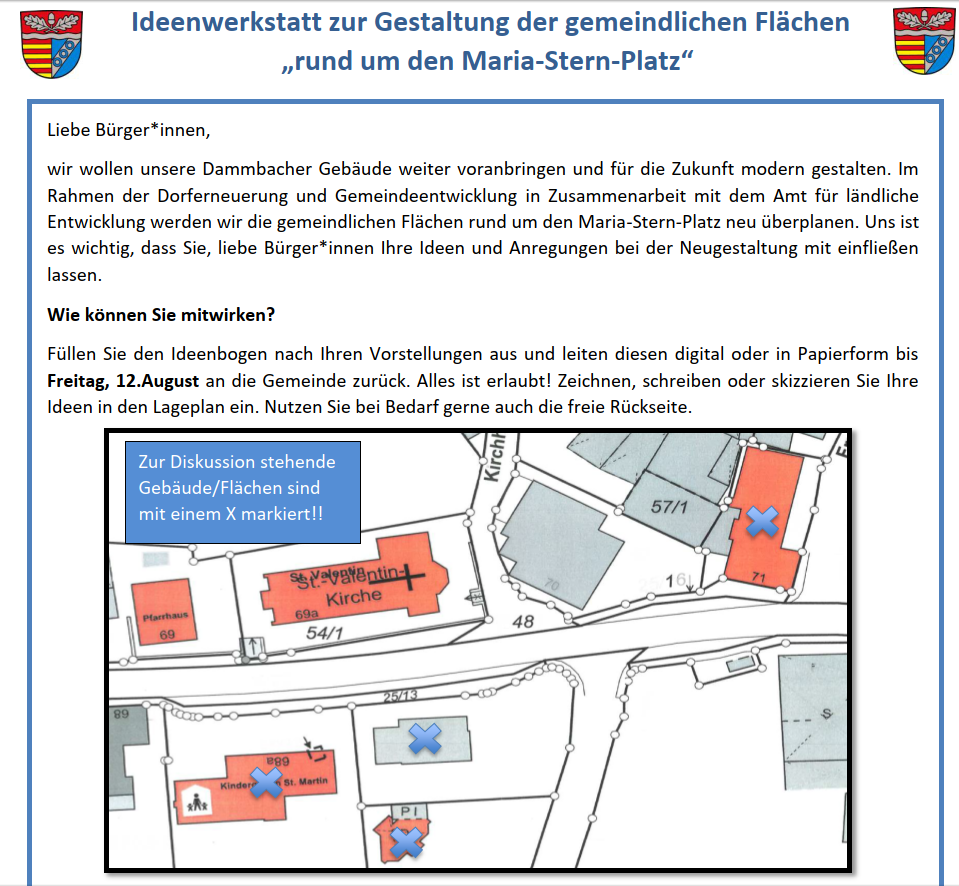 Ideenwerkstatt zur Gestaltung der gemeindlichen Flächen
„rund um den Maria-Stern-Platz“
Liebe Bürger*innen,
wir wollen unsere Dammbacher Gebäude weiter voranbringen und für die Zukunft modern gestalten. Im
Rahmen der Dorferneuerung und Gemeindeentwicklung in Zusammenarbeit mit dem Amt für ländliche
Entwicklung werden wir die gemeindlichen Flächen rund um den Maria-Stern-Platz neu überplanen. Uns ist
es wichtig, dass Sie, liebe Bürger*innen Ihre Ideen und Anregungen bei der Neugestaltung mit einfließen
lassen.
Wie können Sie mitwirken?
Füllen Sie den Ideenbogen nach Ihren Vorstellungen aus und leiten diesen digital oder in Papierform bis
Freitag, 12.August an die Gemeinde zurück. Alles ist erlaubt! Zeichnen, schreiben oder skizzieren Sie Ihre
Ideen in den Lageplan ein. Nutzen Sie bei Bedarf gerne auch die freie Rückseite.
Zur Diskussion stehende
Gebäude/Flächen sind
mit einem X markiert!!
Kirch
57/1
71
70
16
St. Valentin
St.-Valentin-
Kirche
69a
Pfarrhaus
69
54/1
48
25/13
68
68a
Kinder St. Martin
S
P I